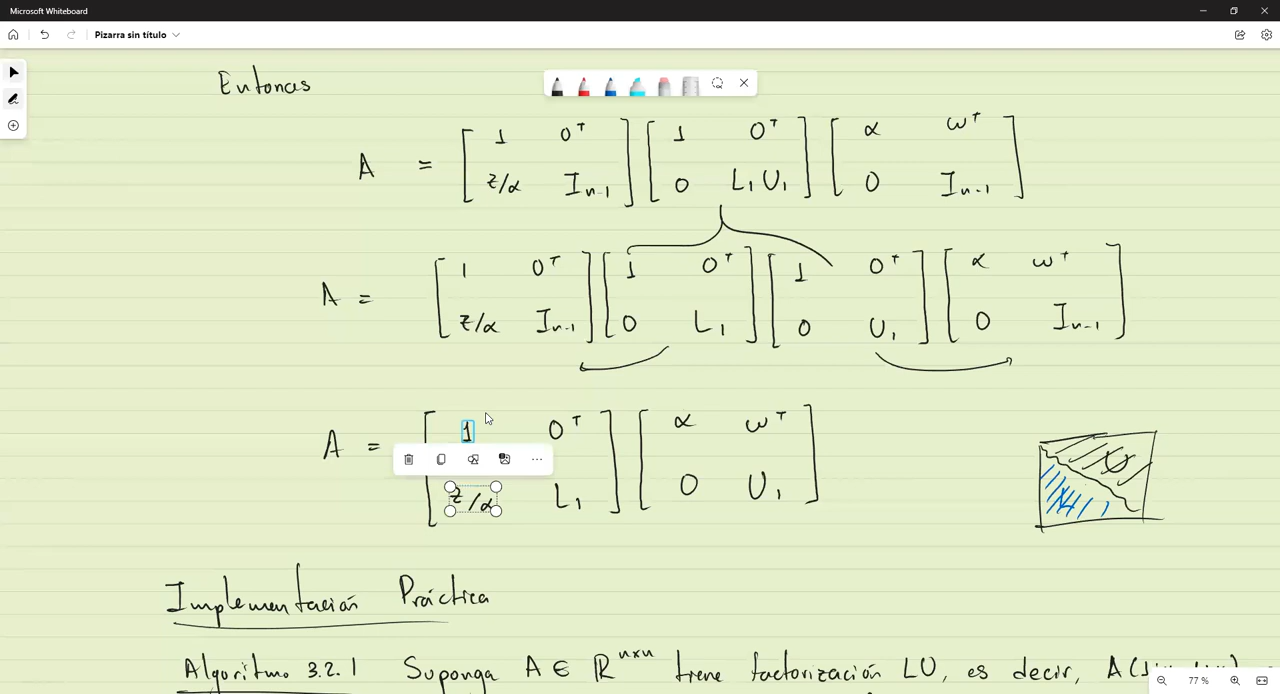 Microsoft Whiteboard
Pizarra sin título
Entonces
A = [ 1 0ᵀ ; z/α Iₙ₋₁ ] [ 1 0ᵀ ; 0 L₁U₁ ] [ α wᵀ ; 0 Iₙ₋₁ ]
A = [ 1 0ᵀ ; z/α Iₙ₋₁ ] [ 1 0ᵀ ; 0 L₁ ] [ 1 0ᵀ ; 0 U₁ ] [ α wᵀ ; 0 Iₙ₋₁ ]
A = [ 1 0ᵀ ; z/α L₁ ] [ α wᵀ ; 0 U₁ ]
U
Implementación Práctica
Algoritmo 3.2.1 Suponga A ∈ ℝⁿˣⁿ tiene factorización LU, es decir,
77 %